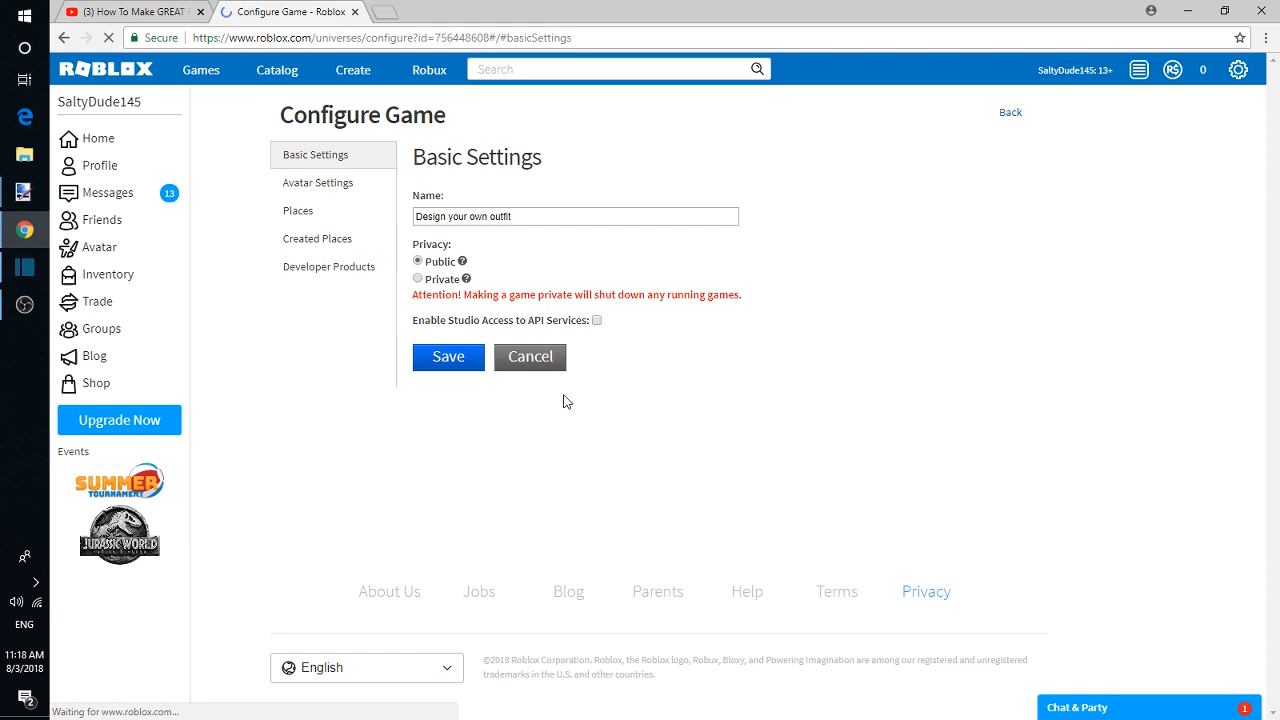 (3) How To Make GREAT
Configure Game - Roblox
Secure
https://www.roblox.com/universes/configure?id=756448608#/#basicSettings
ROBLOX
Games
Catalog
Create
Robux
Search
SaltyDude145: 13+
R$
0
SaltyDude145
Home
Profile
Messages
13
Friends
Avatar
Inventory
Trade
Groups
Blog
Shop
Upgrade Now
Events
SUMMER
TOURNAMENT
JURASSIC WORLD
Configure Game
Back
Basic Settings
Avatar Settings
Places
Created Places
Developer Products
Basic Settings
Name:
Design your own outfit
Privacy:
Public
Private
Attention! Making a game private will shut down any running games.
Enable Studio Access to API Services:
Save
Cancel
About Us
Jobs
Blog
Parents
Help
Terms
Privacy
English
©2018 Roblox Corporation. Roblox, the Roblox logo, Robux, Bloxy, and Powering Imagination are among our registered and unregistered
trademarks in the U.S. and other countries.
Chat & Party
1
ENG
11:18 AM
8/3/2018
2
Waiting for www.roblox.com...